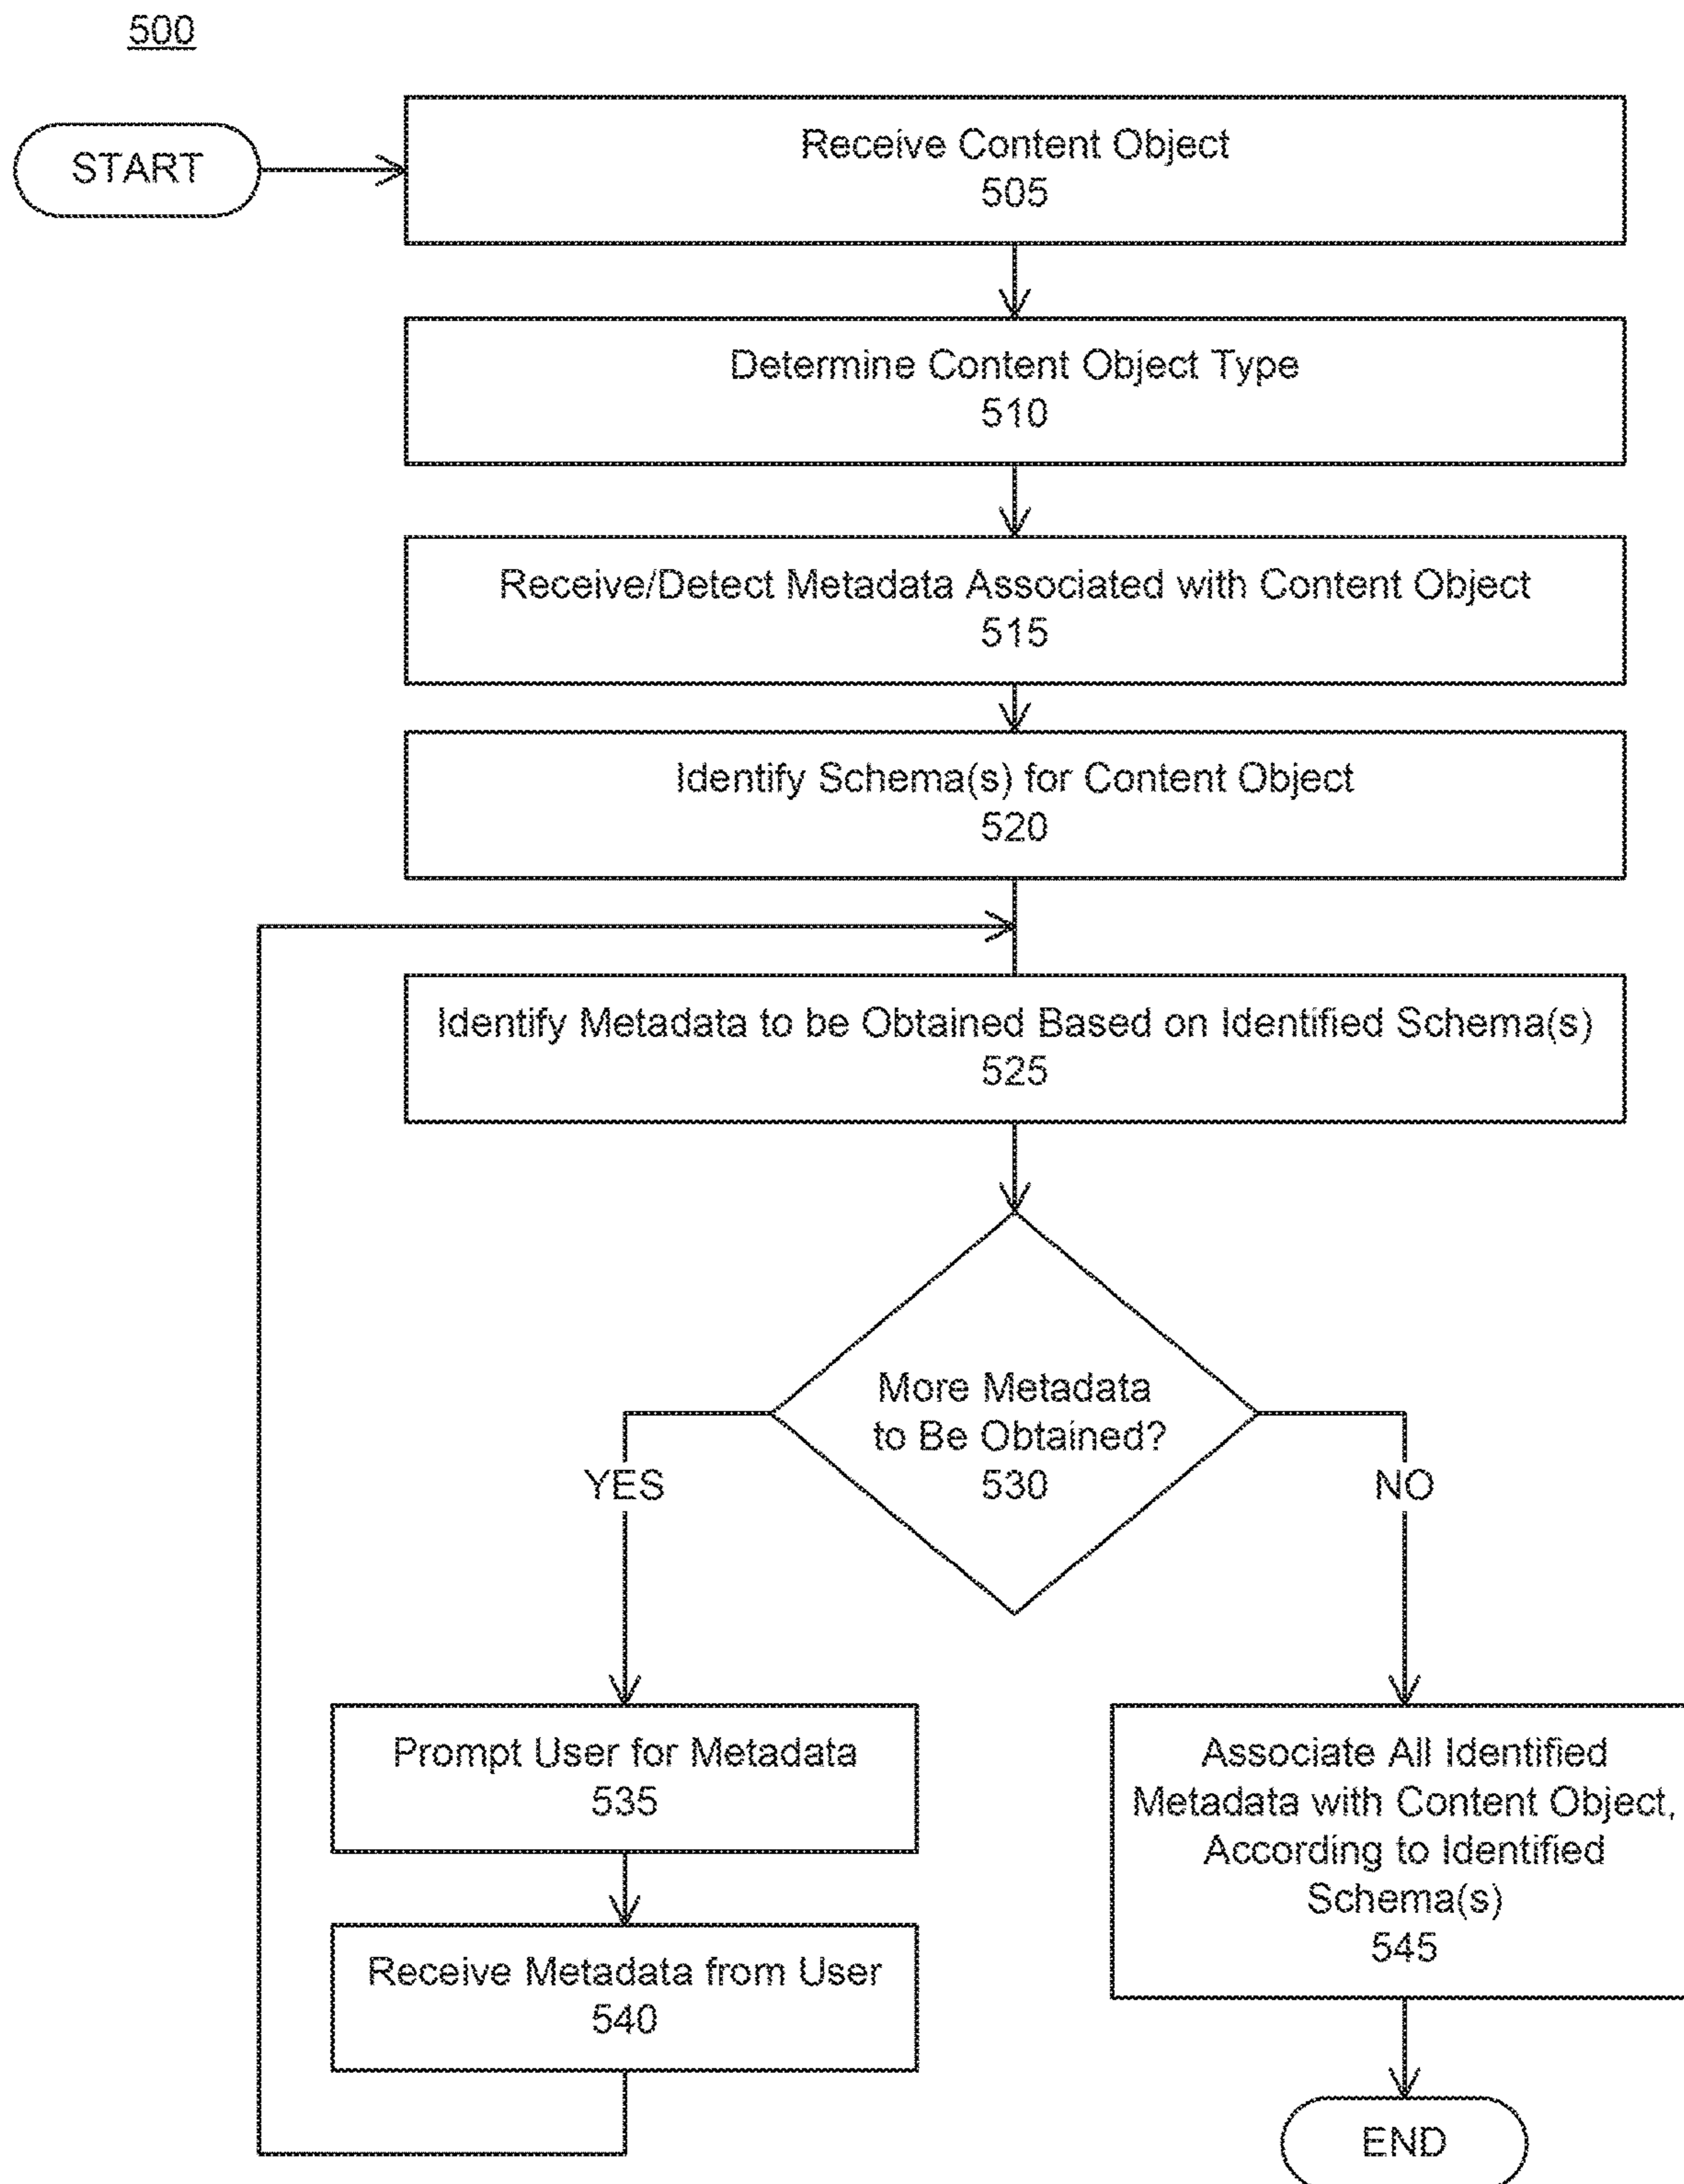 500
START
Receive Content Object
505
Determine Content Object Type
510
Receive/Detect Metadata Associated with Content Object
515
Identify Schema(s) for Content Object
520
Identify Metadata to be Obtained Based on Identified Schema(s)
525
More Metadata
to Be Obtained?
530
YES
NO
Prompt User for Metadata
535
Receive Metadata from User
540
Associate All Identified
Metadata with Content Object,
According to Identified
Schema(s)
545
END